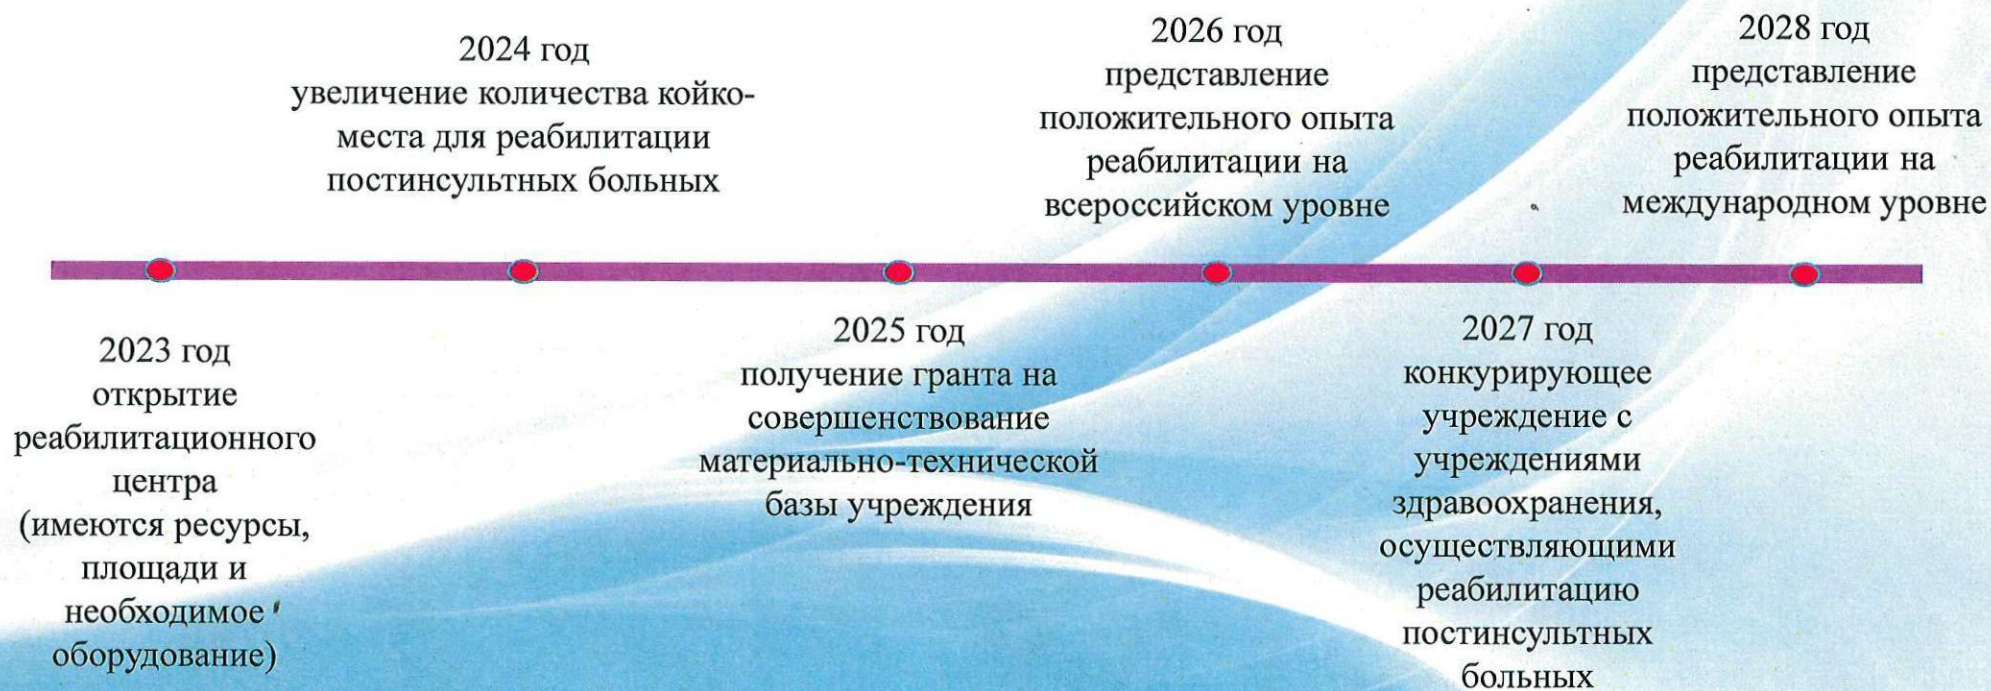 2023 год
открытие
реабилитационного
центра
(имеются ресурсы,
площади и
необходимое
оборудование)
2024 год
увеличение количества койко-
места для реабилитации
постинсультных больных
2025 год
получение гранта на
совершенствование
материально-технической
базы учреждения
2026 год
представление
положительного опыта
реабилитации на
всероссийском уровне
2027 год
конкурирующее
учреждение с
учреждениями
здравоохранения,
осуществляющими
реабилитацию
постинсультных
больных
2028 год
представление
положительного опыта
реабилитации на
международном уровне